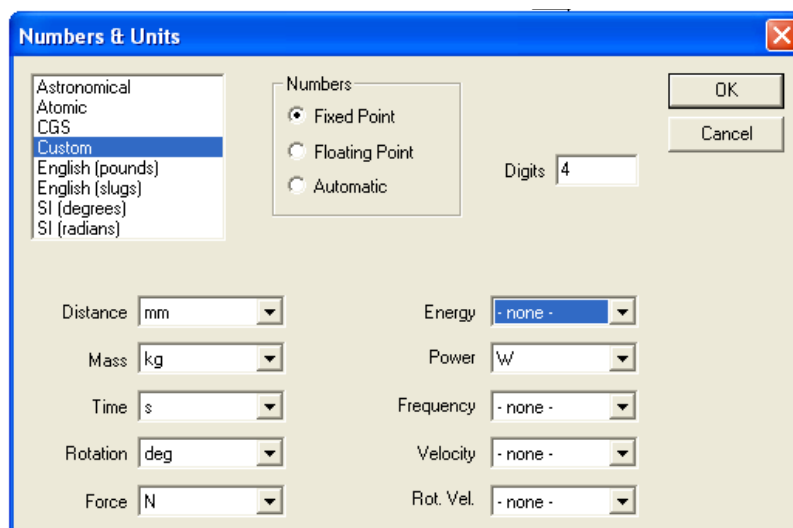 Numbers & Units
Astronomical
Atomic
CGS
Custom
English (pounds)
English (slugs)
SI (degrees)
SI (radians)
Numbers
Fixed Point
Floating Point
Automatic
Digits 4
OK
Cancel
Distance mm
Mass kg
Time s
Rotation deg
Force N
Energy - none -
Power W
Frequency - none -
Velocity - none -
Rot. Vel. - none -